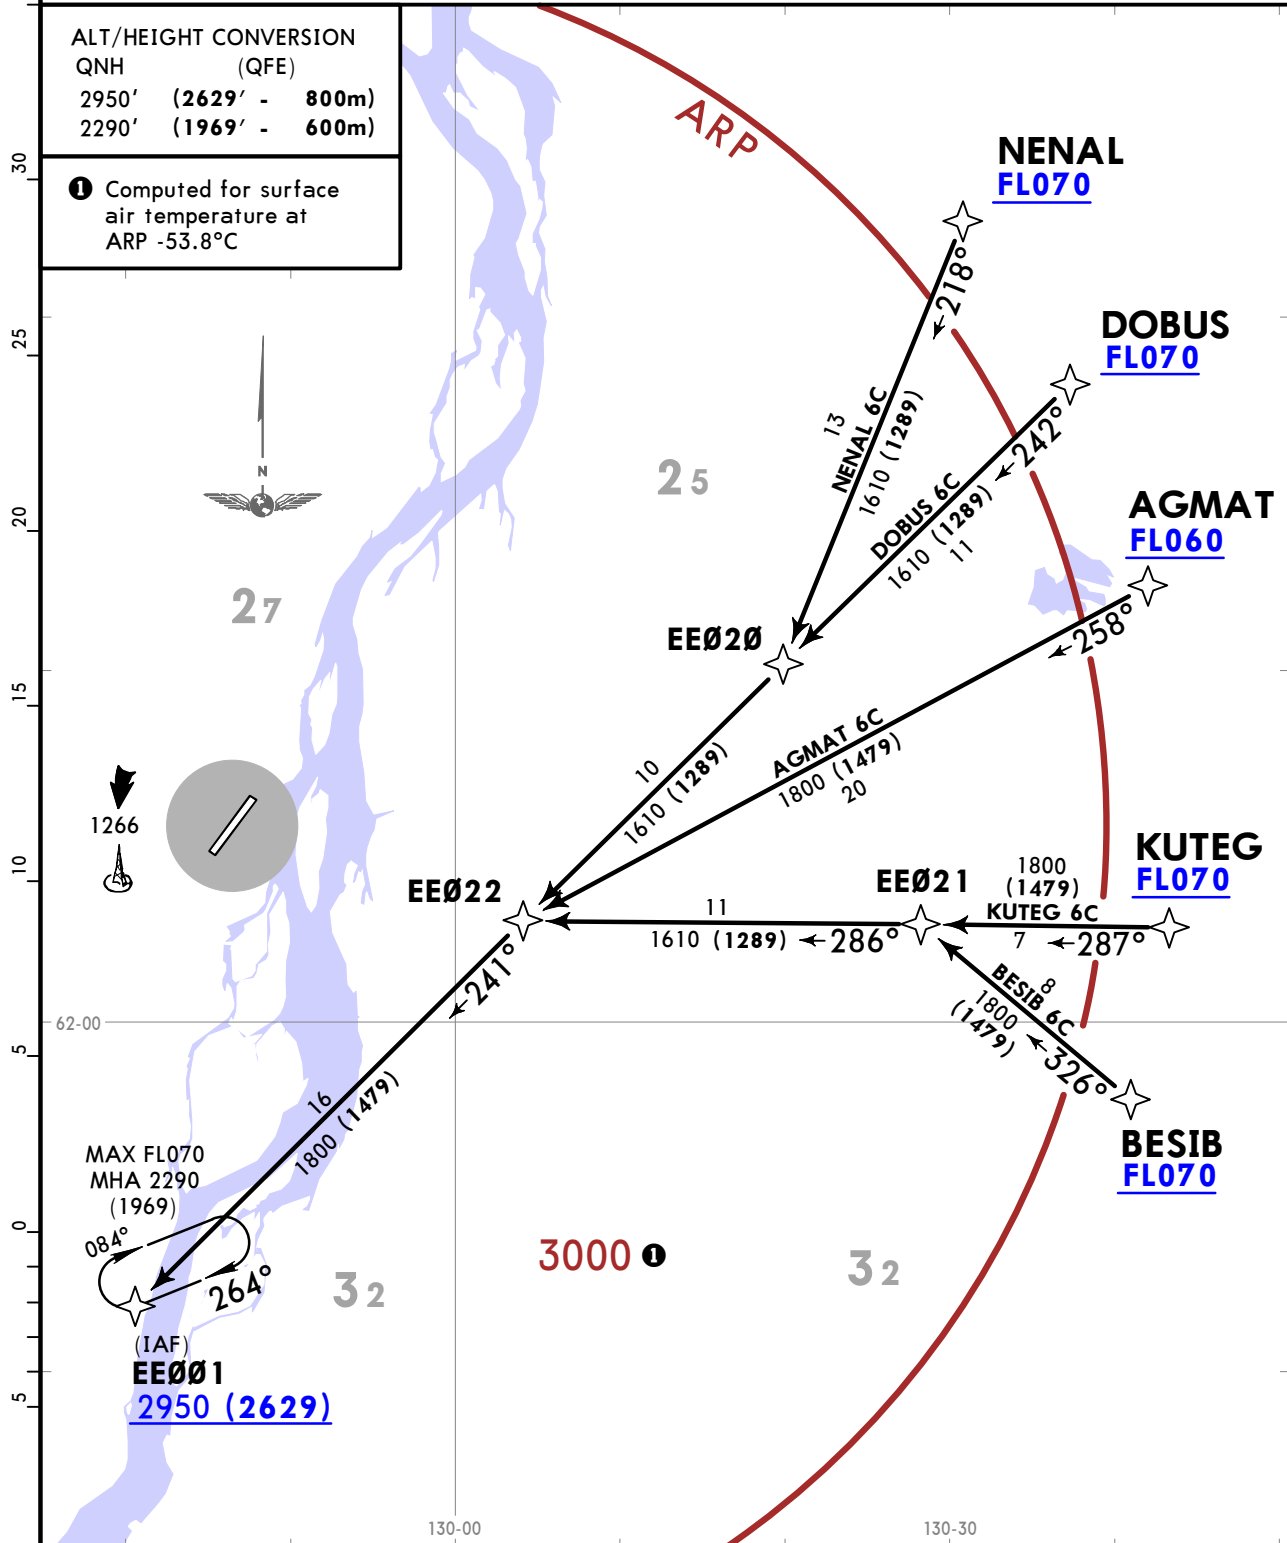 ALT/HEIGHT CONVERSION
QNH (QFE)
2950' (2629' - 800m)
2290' (1969' - 600m)
❶ Computed for surface
air temperature at
ARP -53.8°C
ARP
NENAL
FL070
218°
13
NENAL 6C
1610 (1289)
DOBUS
FL070
242°
DOBUS 6C
1610 (1289)
11
AGMAT
FL060
258°
AGMAT 6C
1800 (1479)
20
30
25
20
15
10
5
0
5
N
25
27
EEØ2Ø
10
1610 (1289)
1266
EEØ22
EEØ21
11
1610 (1289)
286°
KUTEG
FL070
1800
(1479)
KUTEG 6C
7
287°
8
BESIB 6C
1800
(1479)
326°
BESIB
FL070
241°
62-00
16
1800 (1479)
MAX FL070
MHA 2290
(1969)
084°
264°
32
3000 ❶
32
(IAF)
EEØØ1
2950 (2629)
130-00
130-30